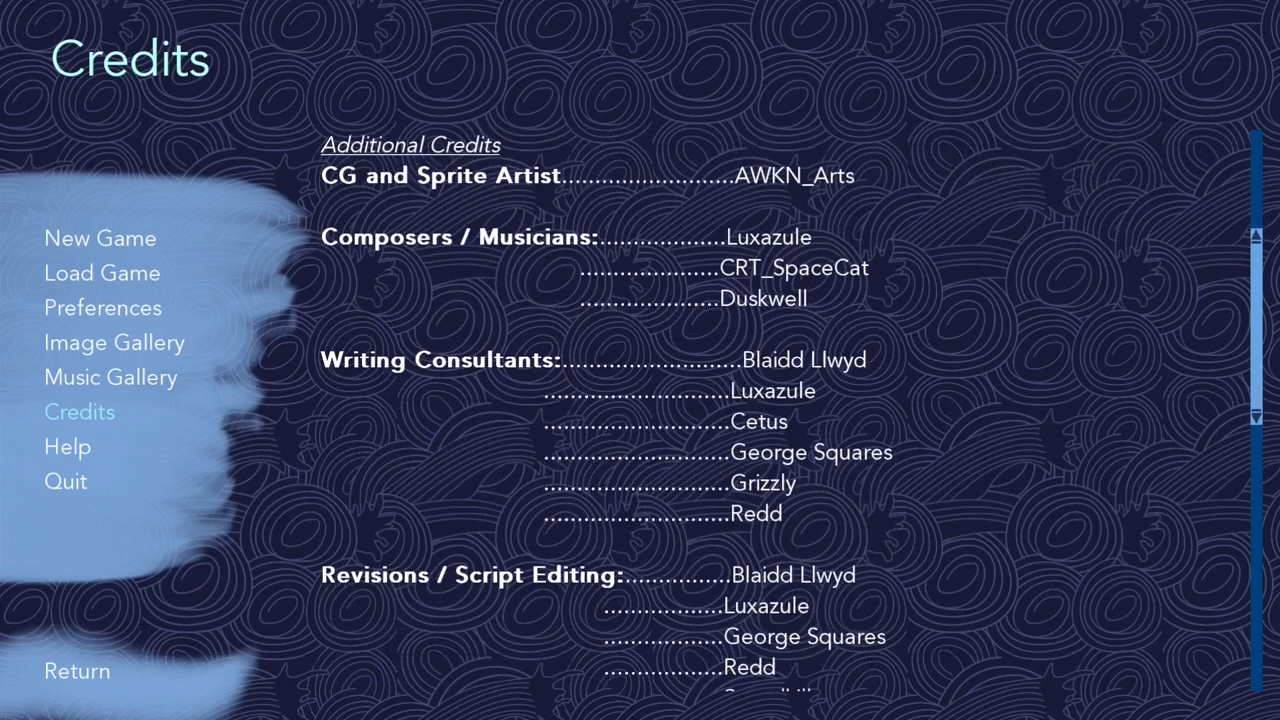 Credits
New Game
Load Game
Preferences
Image Gallery
Music Gallery
Credits
Help
Quit
Return
Additional Credits
CG and Sprite Artist..........................AWKN_Arts
Composers / Musicians:...................Luxazule
.....................CRT_SpaceCat
.....................Duskwell
Writing Consultants:...........................Blaidd Llwyd
............................Luxazule
............................Cetus
............................George Squares
............................Grizzly
............................Redd
Revisions / Script Editing:................Blaidd Llwyd
..................Luxazule
..................George Squares
..................Redd